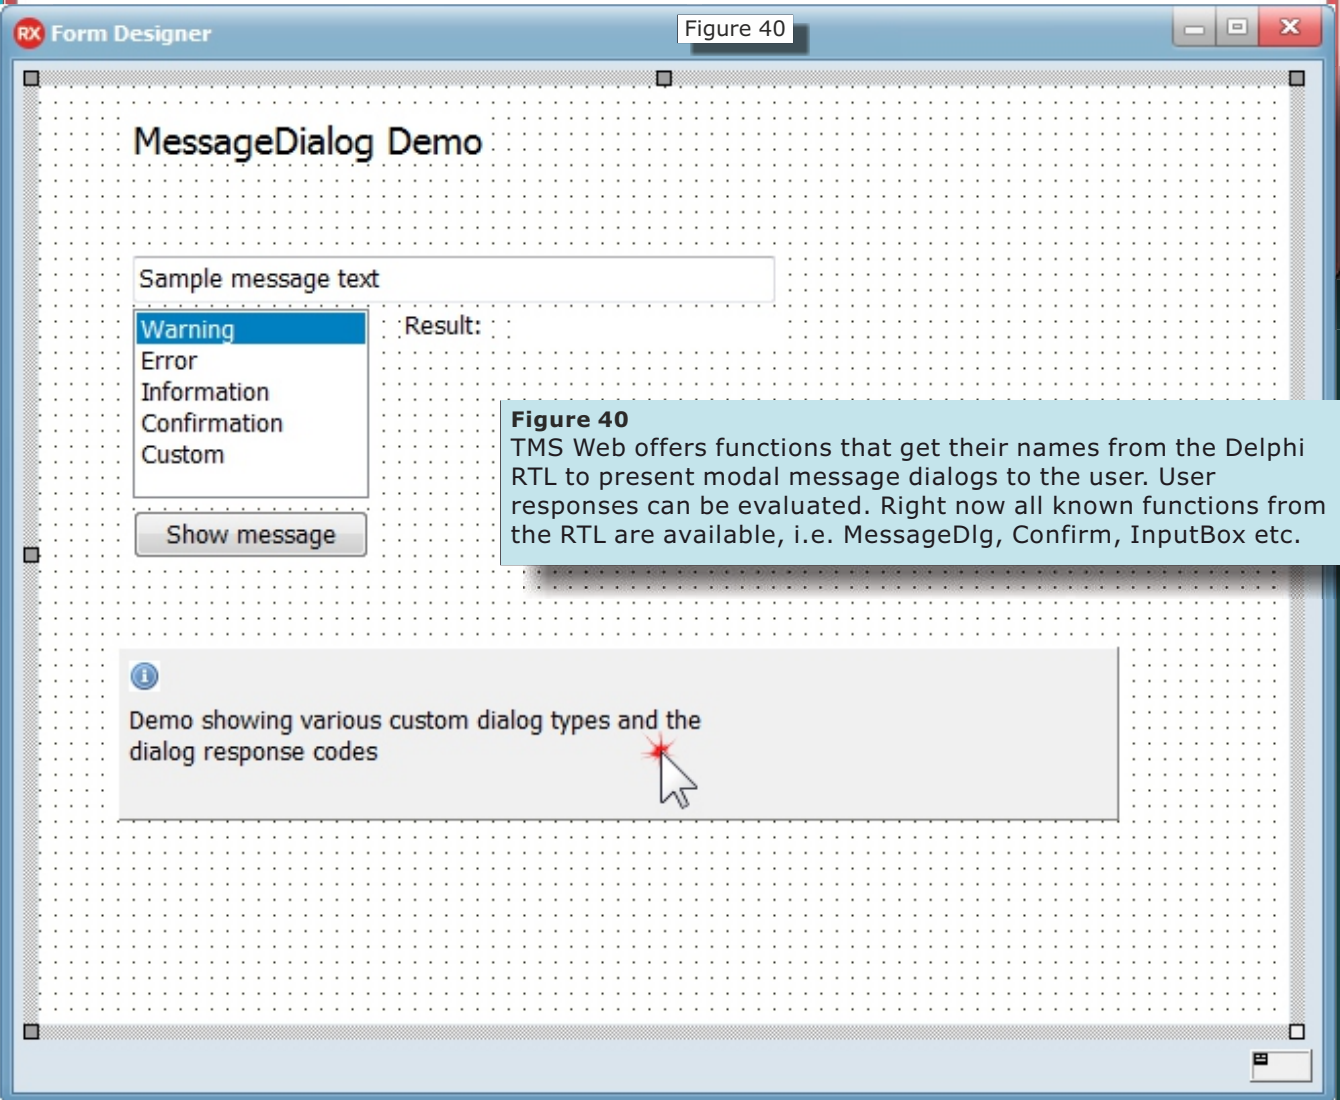 RX Form Designer
Figure 40
MessageDialog Demo
Sample message text
Warning
Error
Information
Confirmation
Custom
Result:
Show message
Figure 40
TMS Web offers functions that get their names from the Delphi
RTL to present modal message dialogs to the user. User
responses can be evaluated. Right now all known functions from
the RTL are available, i.e. MessageDlg, Confirm, InputBox etc.
Demo showing various custom dialog types and the
dialog response codes